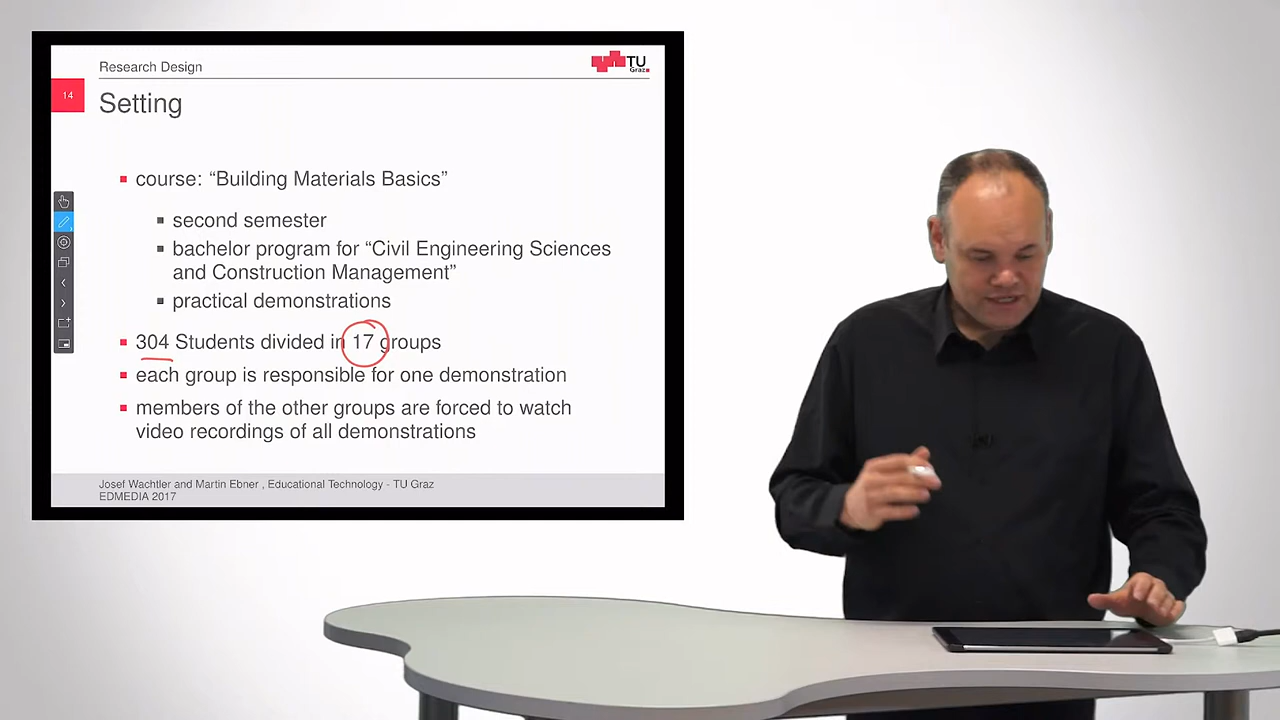 Research Design
TU
Graz
14
Setting
course: “Building Materials Basics”
second semester
bachelor program for “Civil Engineering Sciences
and Construction Management”
practical demonstrations
304 Students divided in 17 groups
each group is responsible for one demonstration
members of the other groups are forced to watch
video recordings of all demonstrations
Josef Wachtler and Martin Ebner , Educational Technology - TU Graz
EDMEDIA 2017